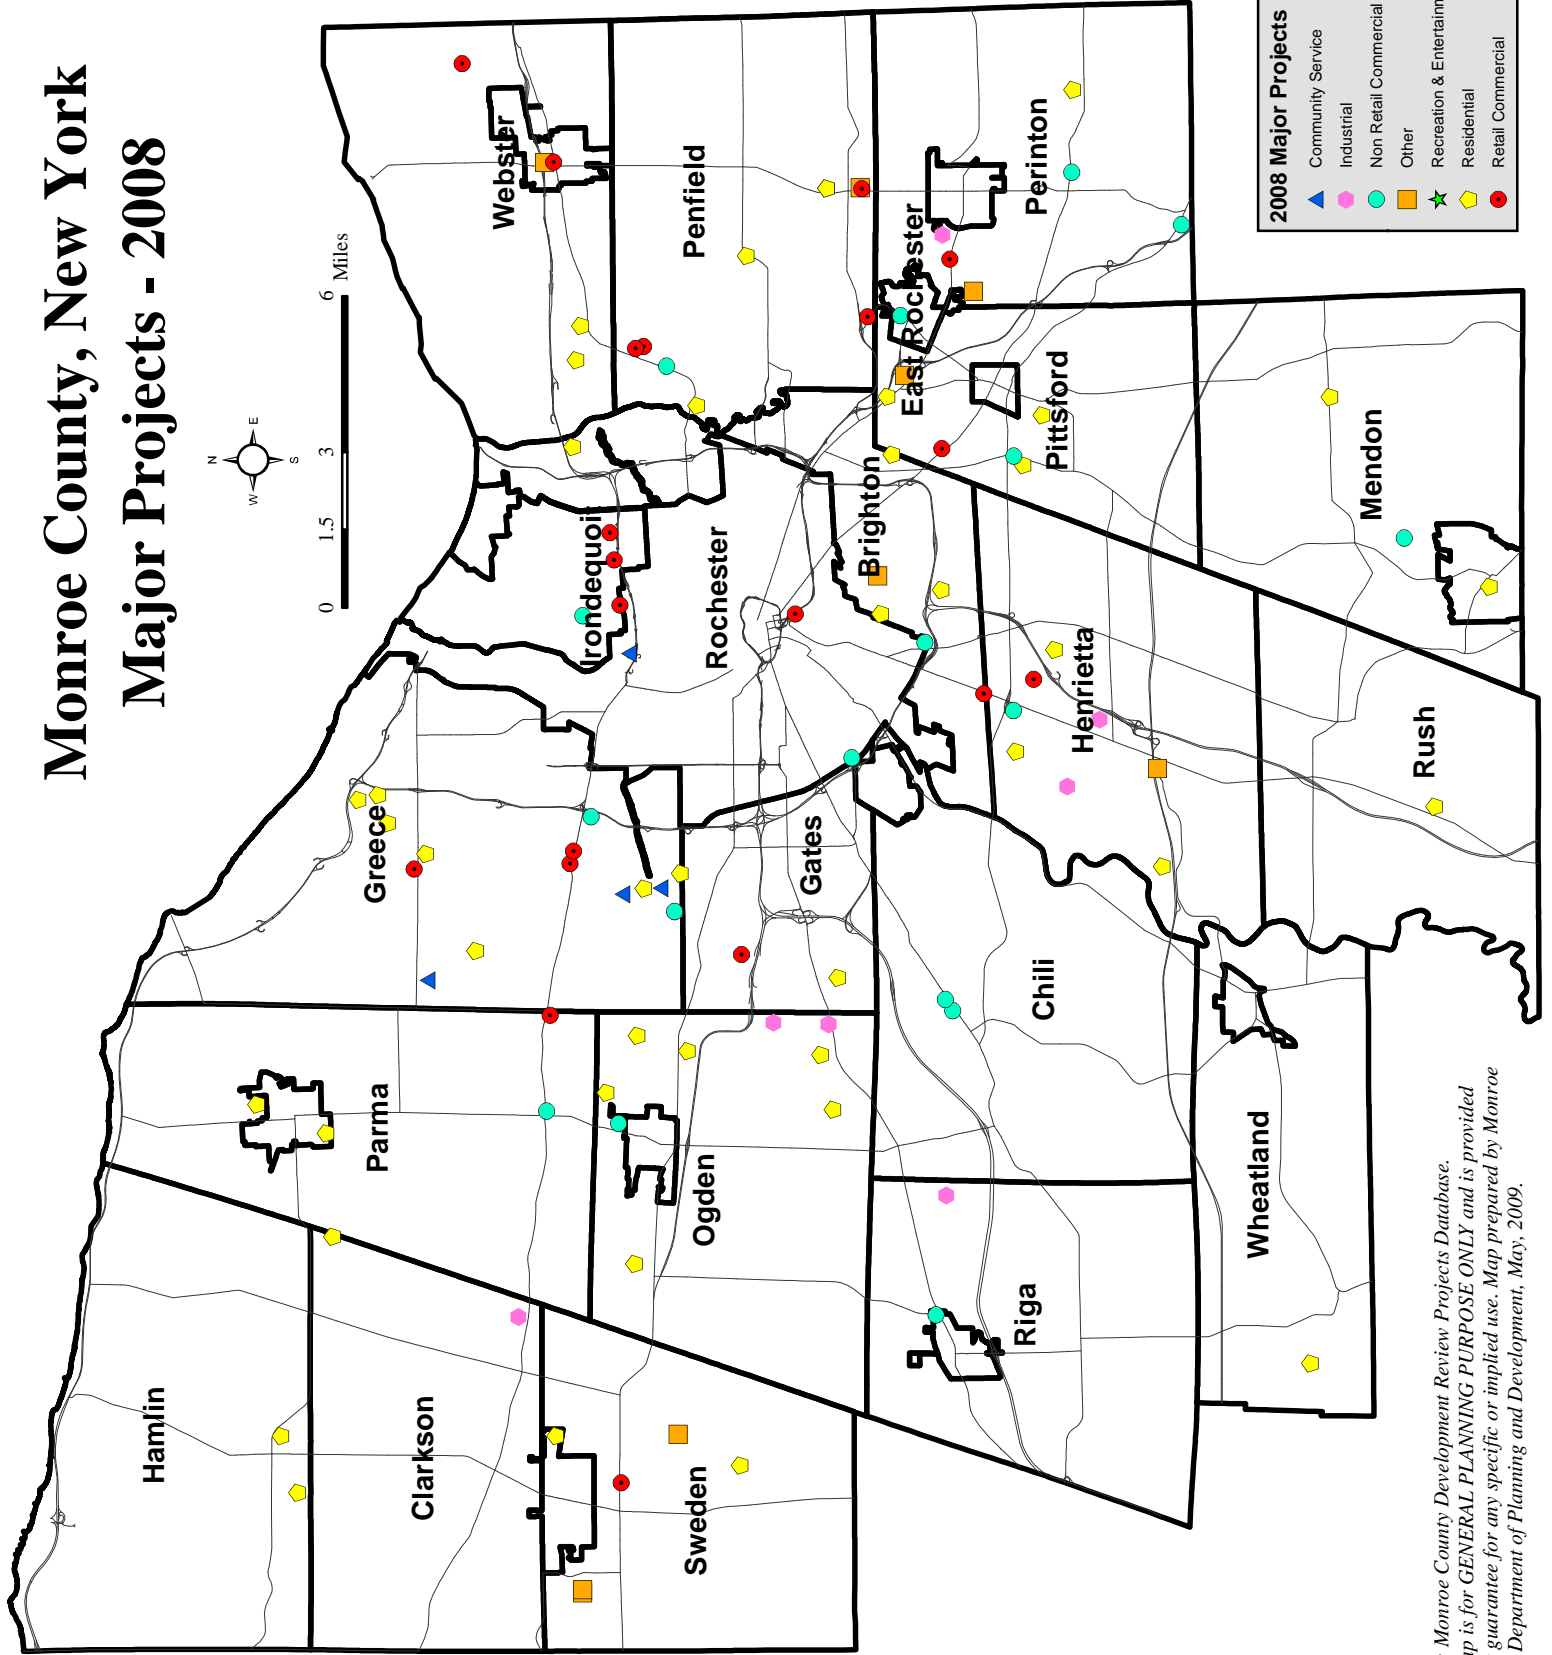 Monroe County, New York
Major Projects - 2008
N
W
E
S
0
1.5
3
6
Miles
Webster
Penfield
Perinton
East Rochester
Irondequoit
Rochester
Brighton
Pittsford
Mendon
Greece
Gates
Henrietta
Rush
Parma
Ogden
Chili
Wheatland
Hamlin
Clarkson
Sweden
Riga
2008 Major Projects
Community Service
Industrial
Non Retail Commercial
Other
Recreation & Entertainm
Residential
Retail Commercial
Monroe County Development Review Projects Database.
is for GENERAL PLANNING PURPOSE ONLY and is provided
guarantee for any specific or implied use. Map prepared by Monroe
Department of Planning and Development, May, 2009.